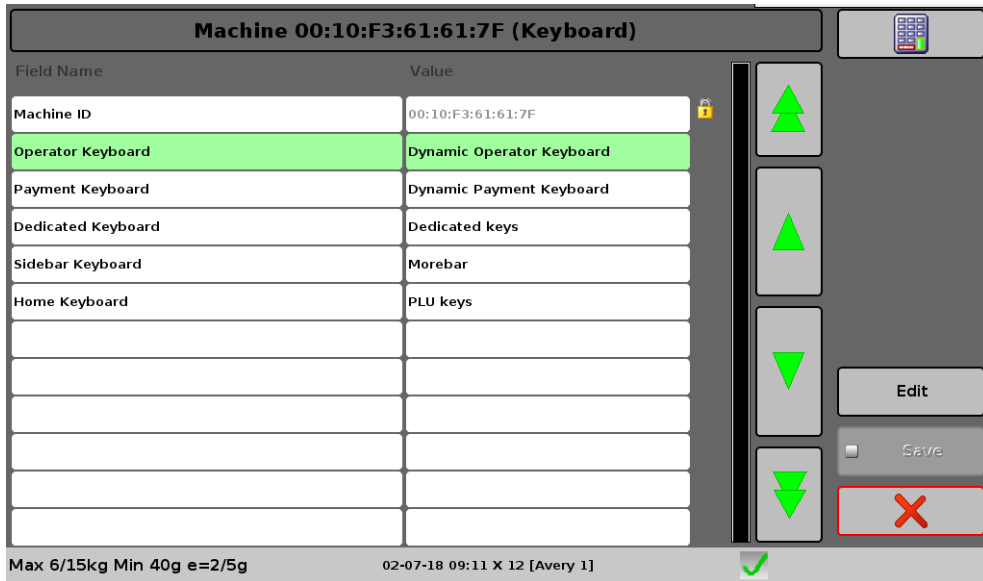 Machine 00:10:F3:61:61:7F (Keyboard)
Field Name Value
Machine ID 00:10:F3:61:61:7F
Operator Keyboard Dynamic Operator Keyboard
Payment Keyboard Dynamic Payment Keyboard
Dedicated Keyboard Dedicated keys
Sidebar Keyboard Morebar
Home Keyboard PLU keys
Edit
Save
Max 6/15kg Min 40g e=2/5g 02-07-18 09:11 X 12 [Avery 1]